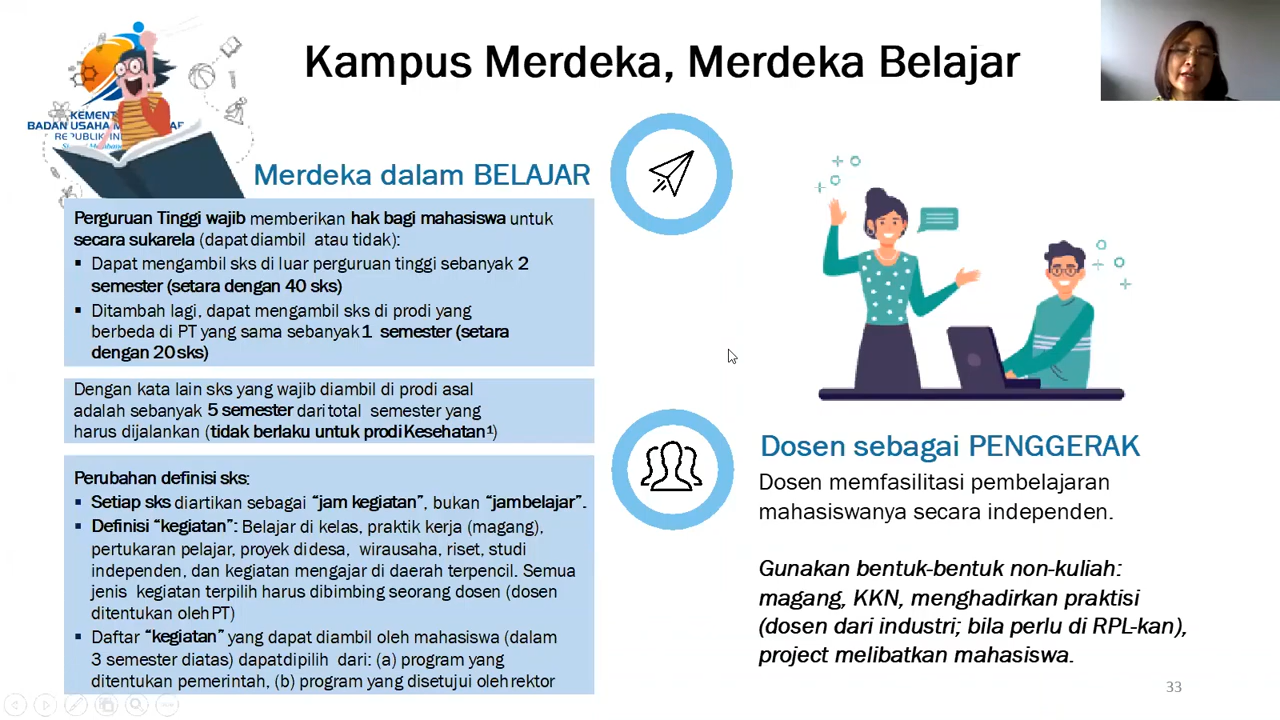 Kampus Merdeka, Merdeka Belajar
KEMENT
BADAN USAHA M
REPUBLIK IN
Merdeka dalam BELAJAR
Perguruan Tinggi wajib memberikan hak bagi mahasiswa untuk
secara sukarela (dapat diambil atau tidak):
▪ Dapat mengambil sks di luar perguruan tinggi sebanyak 2
semester (setara dengan 40 sks)
▪ Ditambah lagi, dapat mengambil sks di prodi yang
berbeda di PT yang sama sebanyak 1 semester (setara
dengan 20 sks)
Dengan kata lain sks yang wajib diambil di prodi asal
adalah sebanyak 5 semester dari total semester yang
harus dijalankan (tidak berlaku untuk prodi Kesehatan¹)
Perubahan definisi sks:
▪ Setiap sks diartikan sebagai “jam kegiatan”, bukan “jam belajar”.
▪ Definisi “kegiatan”: Belajar di kelas, praktik kerja (magang),
pertukaran pelajar, proyek di desa, wirausaha, riset, studi
independen, dan kegiatan mengajar di daerah terpencil. Semua
jenis kegiatan terpilih harus dibimbing seorang dosen (dosen
ditentukan oleh PT)
▪ Daftar “kegiatan” yang dapat diambil oleh mahasiswa (dalam
3 semester diatas) dapat dipilih dari: (a) program yang
ditentukan pemerintah, (b) program yang disetujui oleh rektor
Dosen sebagai PENGGERAK
Dosen memfasilitasi pembelajaran
mahasiswanya secara independen.
Gunakan bentuk-bentuk non-kuliah:
magang, KKN, menghadirkan praktisi
(dosen dari industri; bila perlu di RPL-kan),
project melibatkan mahasiswa.
33